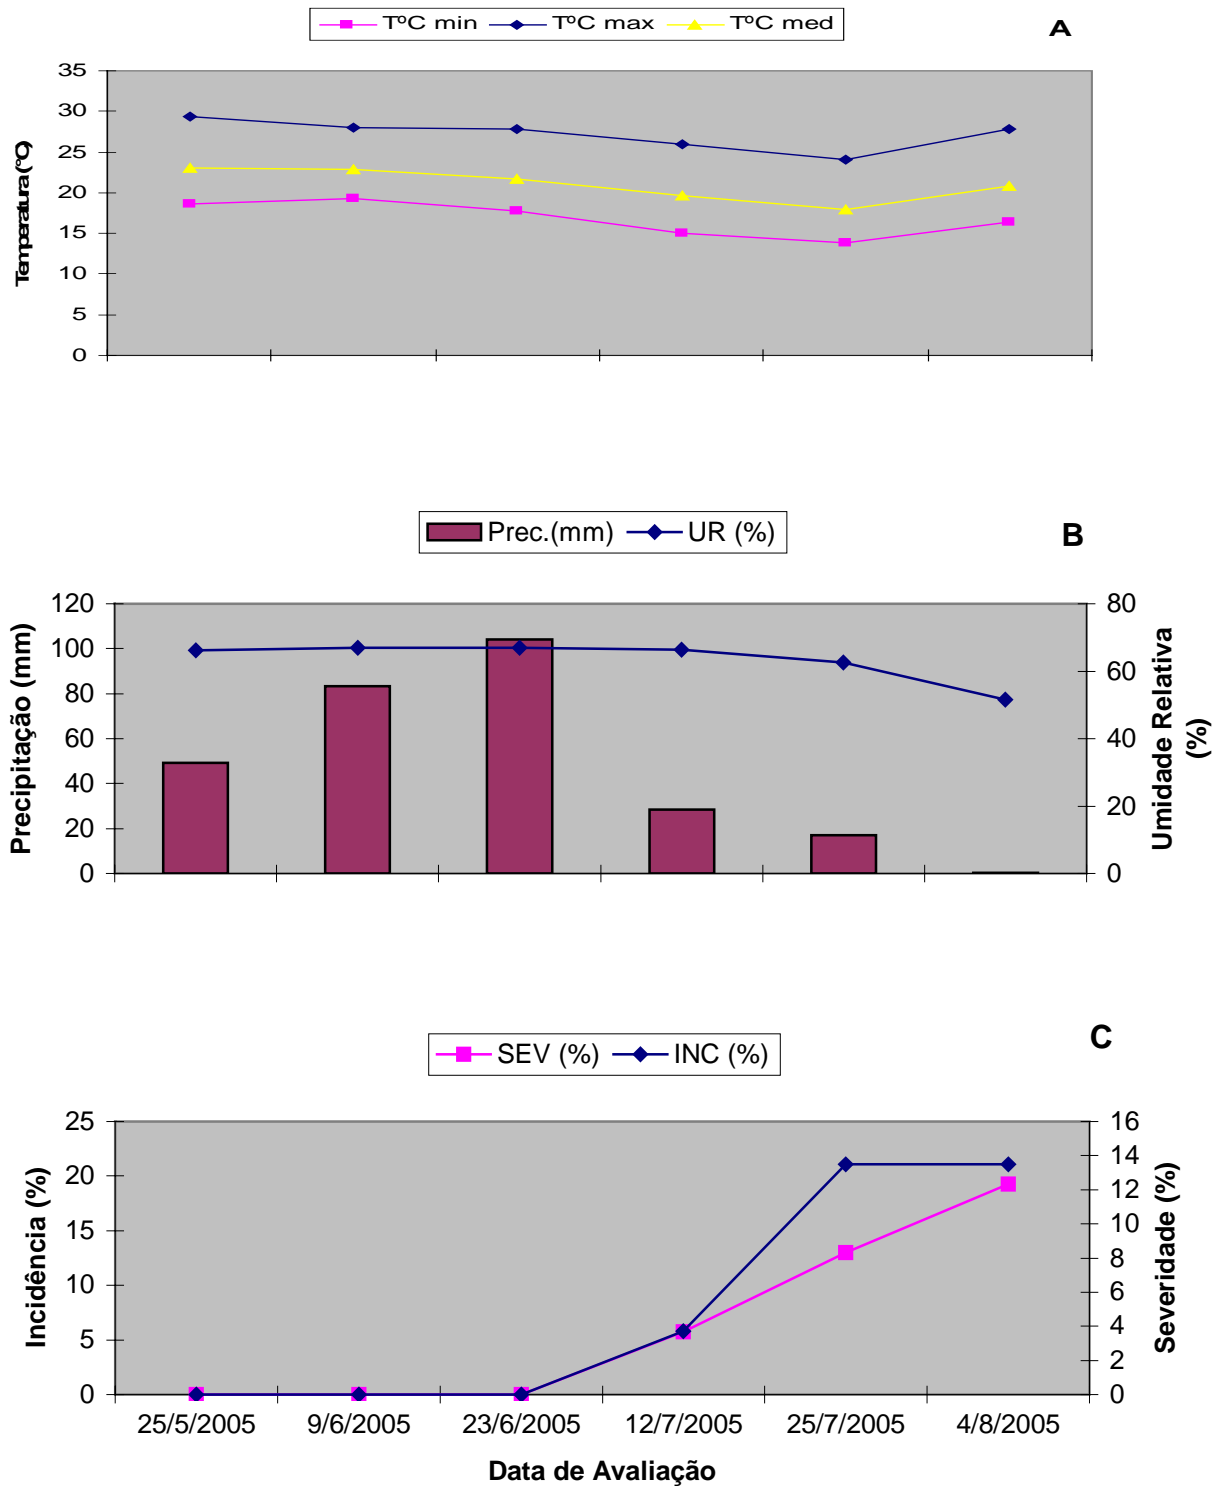 TºC min TºC max TºC med
A
35
30
25
20
15
10
5
0
Temperatura (ºC)
Prec.(mm) UR (%)
B
120
100
80
60
40
20
0
Precipitação (mm)
80
60
40
20
0
Umidade Relativa
(%)
SEV (%) INC (%)
C
25
20
15
10
5
0
Incidência (%)
16
14
12
10
8
6
4
2
0
Severidade (%)
25/5/2005 9/6/2005 23/6/2005 12/7/2005 25/7/2005 4/8/2005
Data de Avaliação